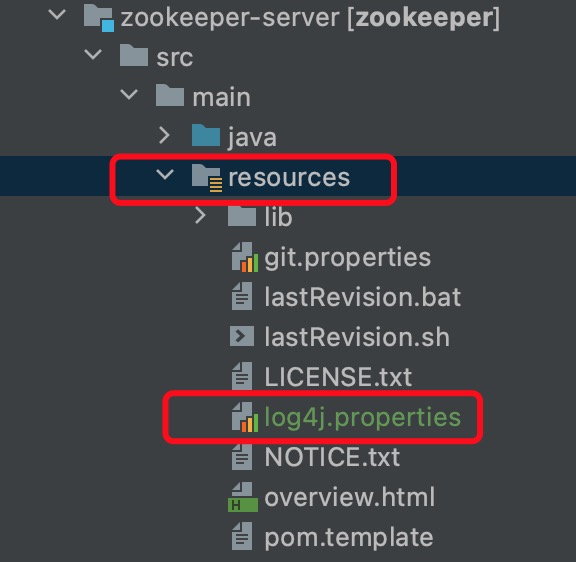 zookeeper-server [zookeeper]
src
main
java
resources
lib
git.properties
lastRevision.bat
lastRevision.sh
LICENSE.txt
log4j.properties
NOTICE.txt
H overview.html
pom.template